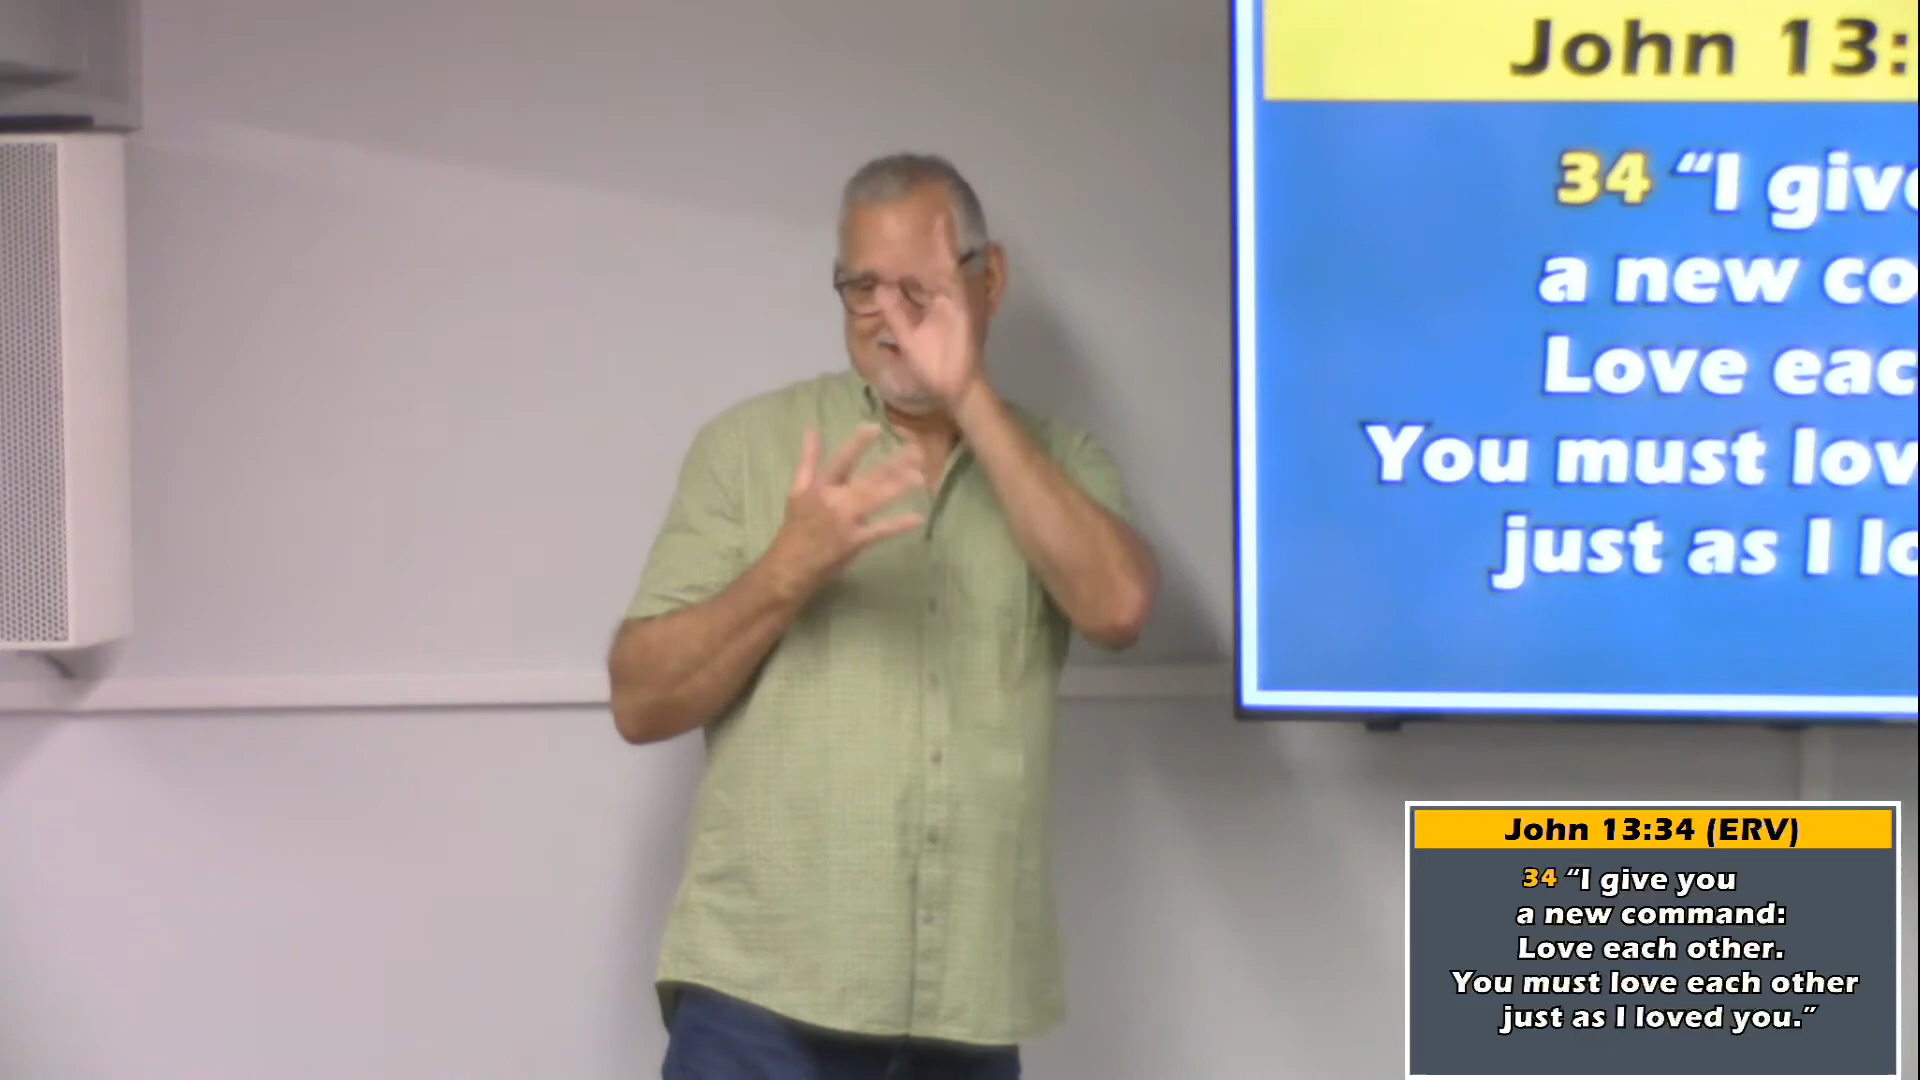 John 13:
34 “I give
a new co
Love eac
You must lov
just as I lo
John 13:34 (ERV)
34 “I give you
a new command:
Love each other.
You must love each other
just as I loved you.”